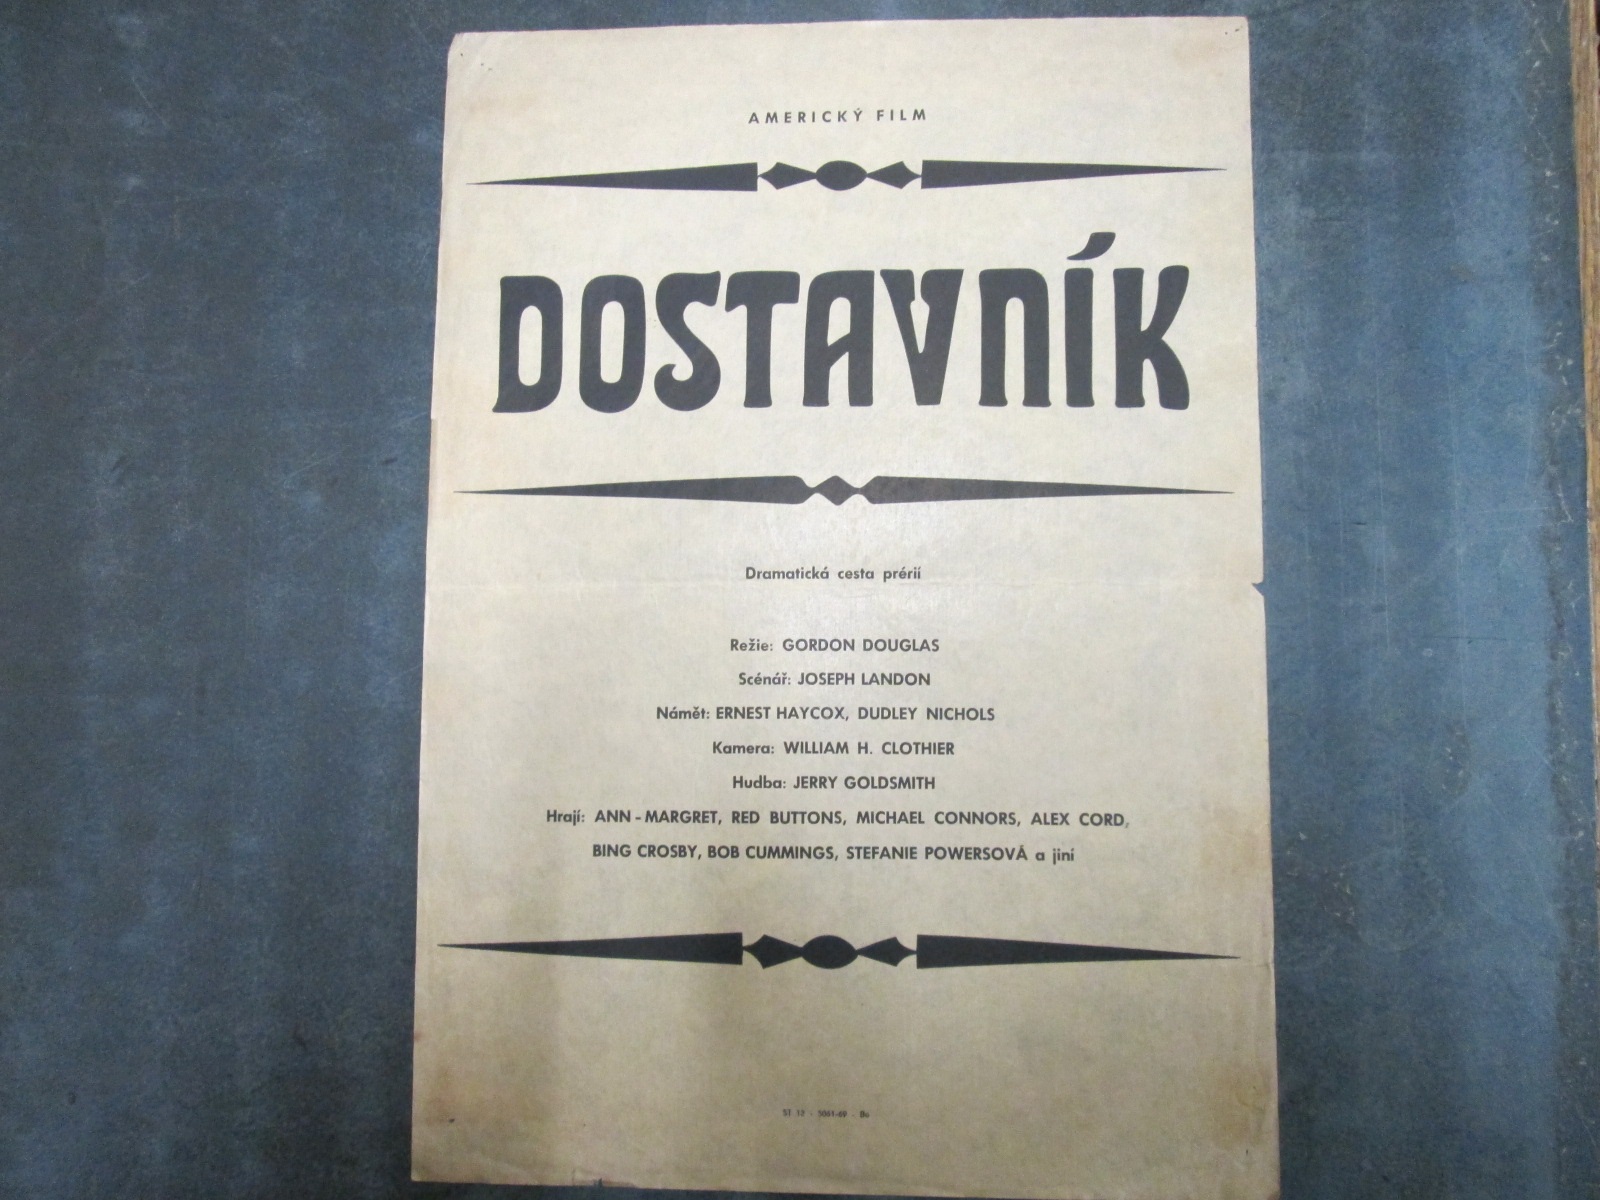 AMERICKÝ FILM
DOSTAVNÍK
Dramatická cesta prérií
Režie: GORDON DOUGLAS
Scénář: JOSEPH LANDON
Námět: ERNEST HAYCOX, DUDLEY NICHOLS
Kamera: WILLIAM H. CLOTHIER
Hudba: JERRY GOLDSMITH
Hrají: ANN - MARGRET, RED BUTTONS, MICHAEL CONNORS, ALEX CORD,
BING CROSBY, BOB CUMMINGS, STEFANIE POWERSOVÁ a jiní
ST 12